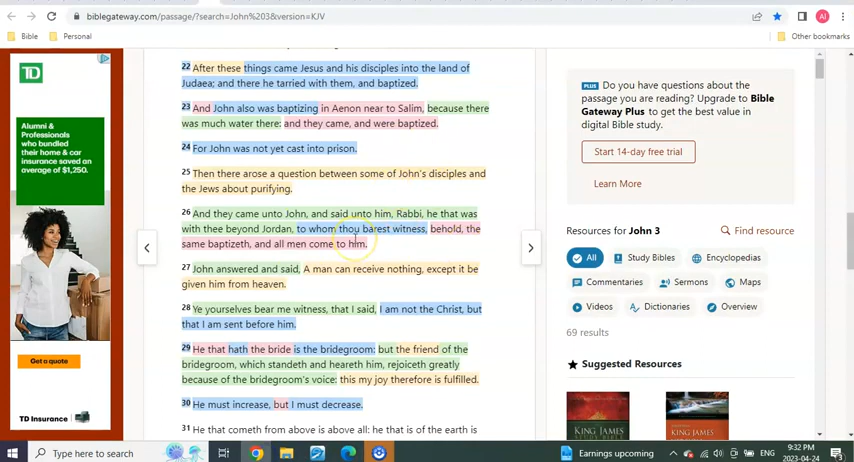 biblegateway.com/passage/?search=John%203&version=KJV
AI
Bible
Personal
Other bookmarks
TD
Alumni &
Professionals
who bundled
their home & car
insurance saved an
average of $1,250.
Get a quote
TD Insurance
22 After these things came Jesus and his disciples into the land of
Judaea; and there he tarried with them, and baptized.
23 And John also was baptizing in Aenon near to Salim, because there
was much water there: and they came, and were baptized.
24 For John was not yet cast into prison.
25 Then there arose a question between some of John's disciples and
the Jews about purifying.
26 And they came unto John, and said unto him, Rabbi, he that was
with thee beyond Jordan, to whom thou barest witness, behold, the
same baptizeth, and all men come to him.
27 John answered and said, A man can receive nothing, except it be
given him from heaven.
28 Ye yourselves bear me witness, that I said, I am not the Christ, but
that I am sent before him.
29 He that hath the bride is the bridegroom: but the friend of the
bridegroom, which standeth and heareth him, rejoiceth greatly
because of the bridegroom's voice: this my joy therefore is fulfilled.
30 He must increase, but I must decrease.
31 He that cometh from above is above all: he that is of the earth is
PLUS Do you have questions about the
passage you are reading? Upgrade to Bible
Gateway Plus to get the best value in
digital Bible study.
Start 14-day free trial
Learn More
Resources for John 3
Find resource
All
Study Bibles
Encyclopedias
Commentaries
Sermons
Maps
Videos
Dictionaries
Overview
69 results
Suggested Resources
KING JAMES
KING JAMES
Type here to search
Earnings upcoming
ENG
9:32 PM
2023-04-24